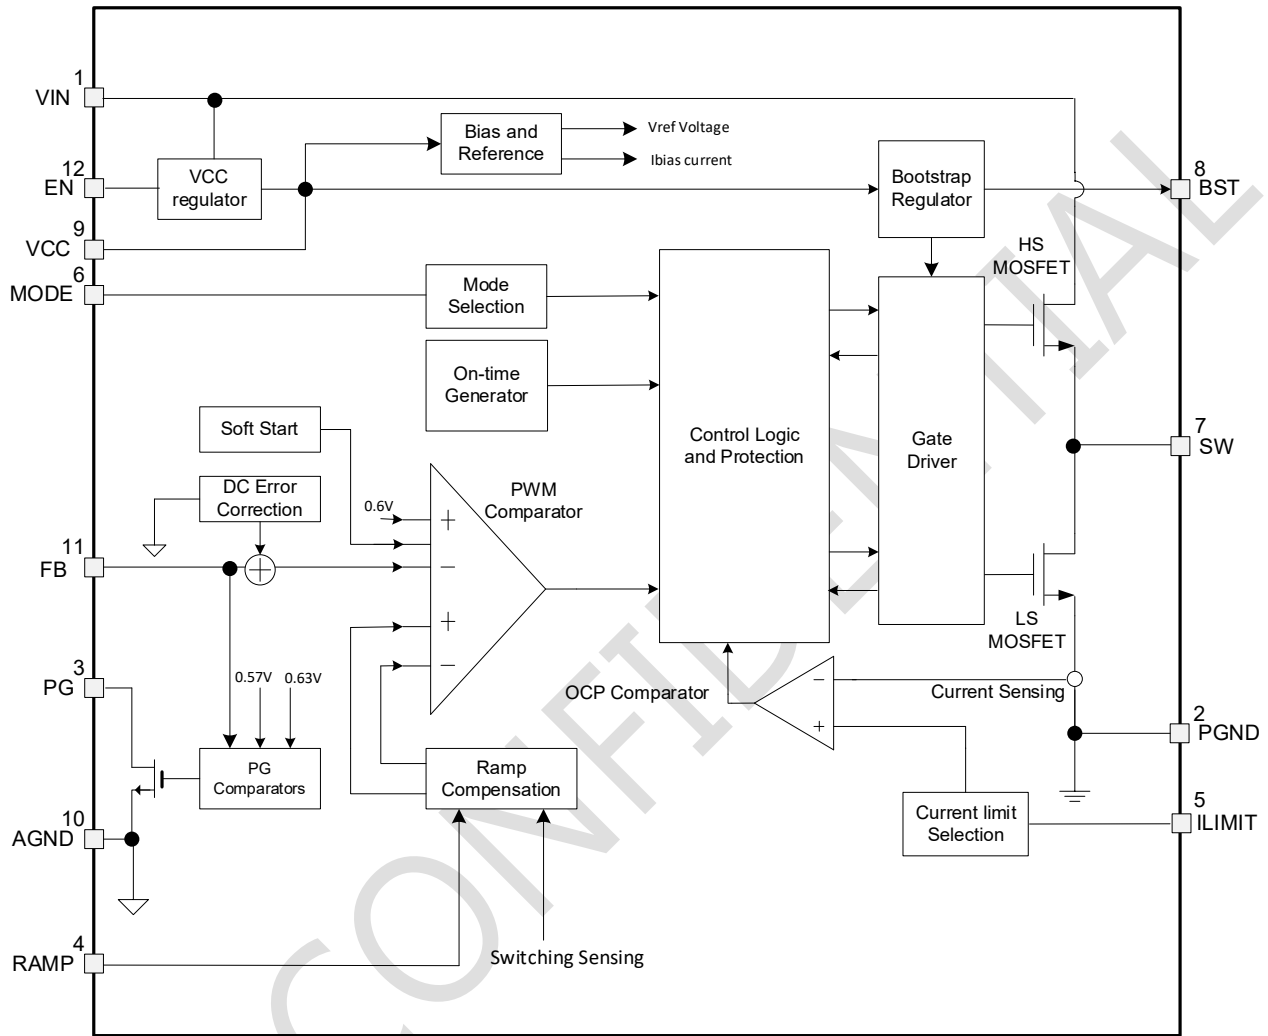 1
VIN
Bias and
Reference
Vref Voltage
Ibias current
12
EN
VCC
regulator
Bootstrap
Regulator
8
BST
9
VCC
HS
MOSFET
6
MODE
Mode
Selection
On-time
Generator
Soft Start
Control Logic
and Protection
Gate
Driver
7
SW
DC Error
Correction
0.6V
PWM
Comparator
+
−
11
FB
+
+
−
LS
MOSFET
3
PG
0.57V
0.63V
OCP Comparator
−
+
Current Sensing
2
PGND
PG
Comparators
Ramp
Compensation
Current limit
Selection
5
ILIMIT
10
AGND
4
RAMP
Switching Sensing
CONFIDENTIAL